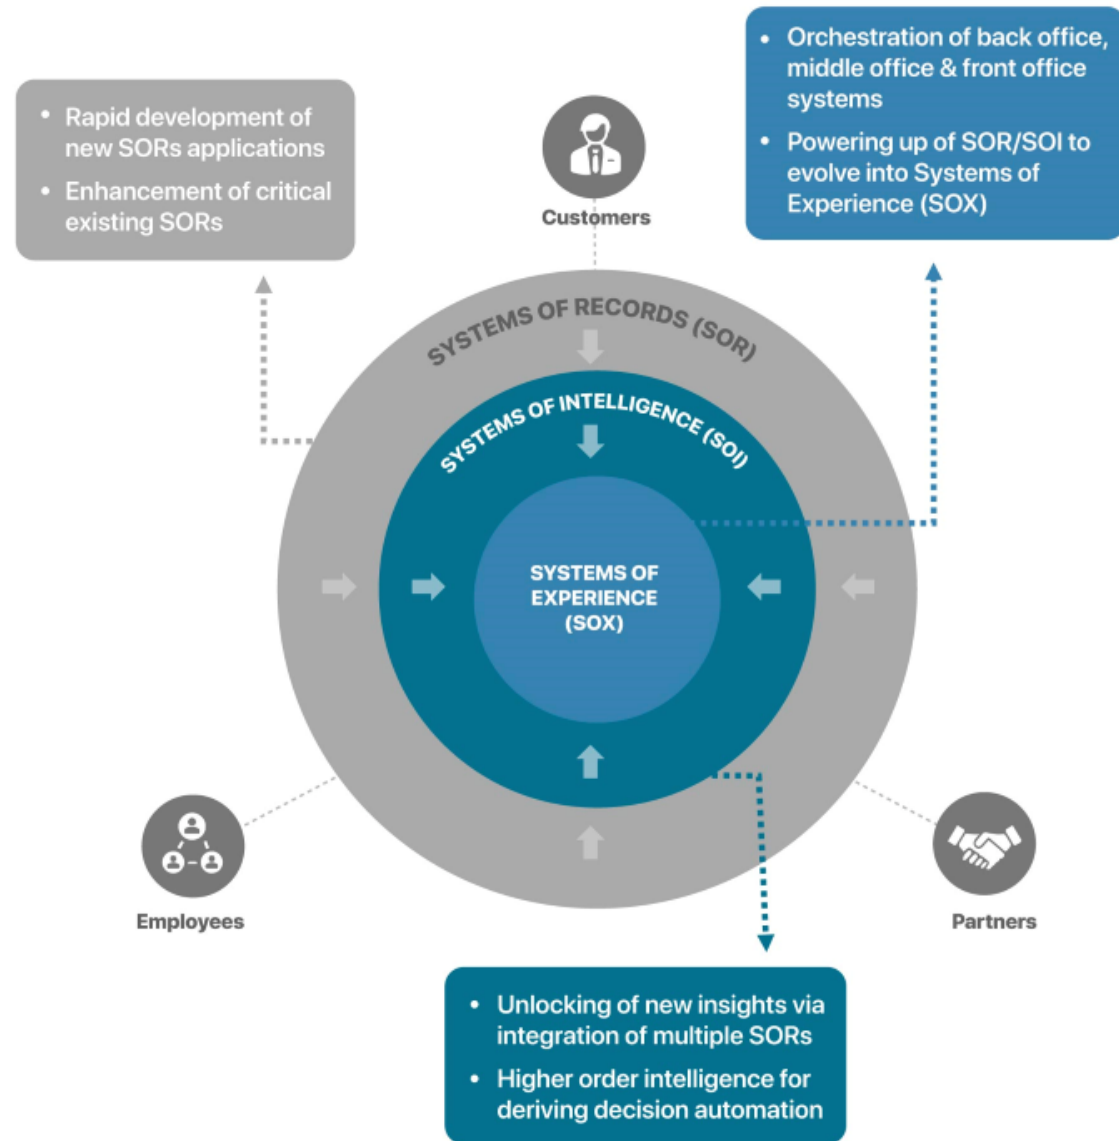 • Rapid development of
new SORs applications
• Enhancement of critical
existing SORs
Customers
• Orchestration of back office,
middle office & front office
systems
• Powering up of SOR/SOI to
evolve into Systems of
Experience (SOX)
SYSTEMS OF RECORDS (SOR)
SYSTEMS OF INTELLIGENCE (SOI)
SYSTEMS OF
EXPERIENCE
(SOX)
Employees
Partners
• Unlocking of new insights via
integration of multiple SORs
• Higher order intelligence for
deriving decision automation